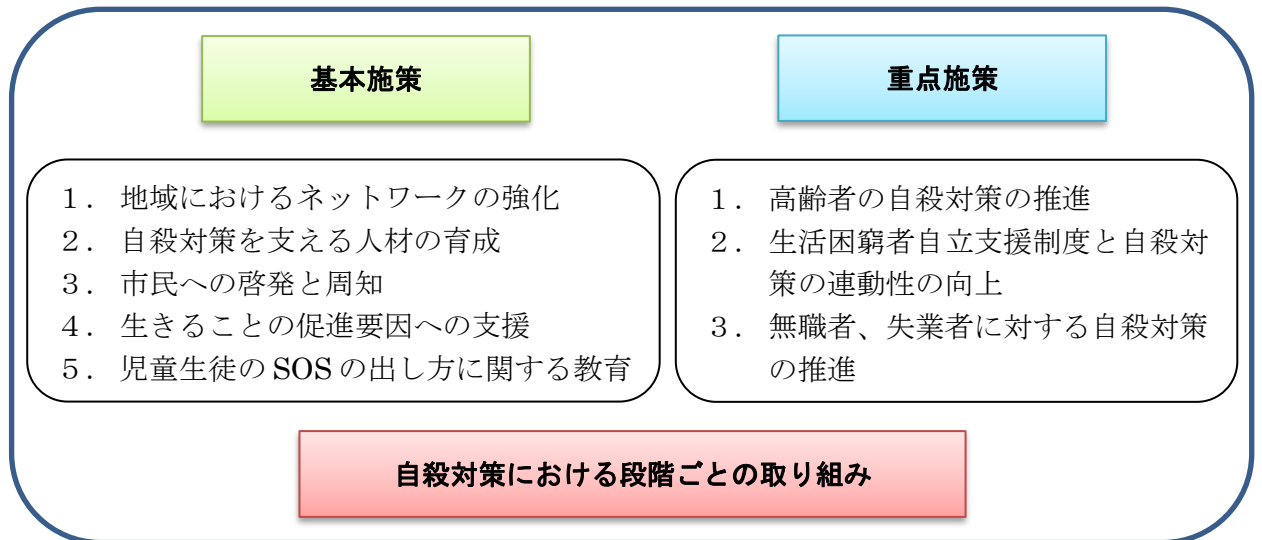 基本施策
重点施策
１． 地域におけるネットワークの強化
２． 自殺対策を支える人材の育成
３． 市民への啓発と周知
４． 生きることの促進要因への支援
５． 児童生徒の SOS の出し方に関する教育
１． 高齢者の自殺対策の推進
２． 生活困窮者自立支援制度と自殺対
策の連動性の向上
３． 無職者、失業者に対する自殺対策
の推進
自殺対策における段階ごとの取り組み